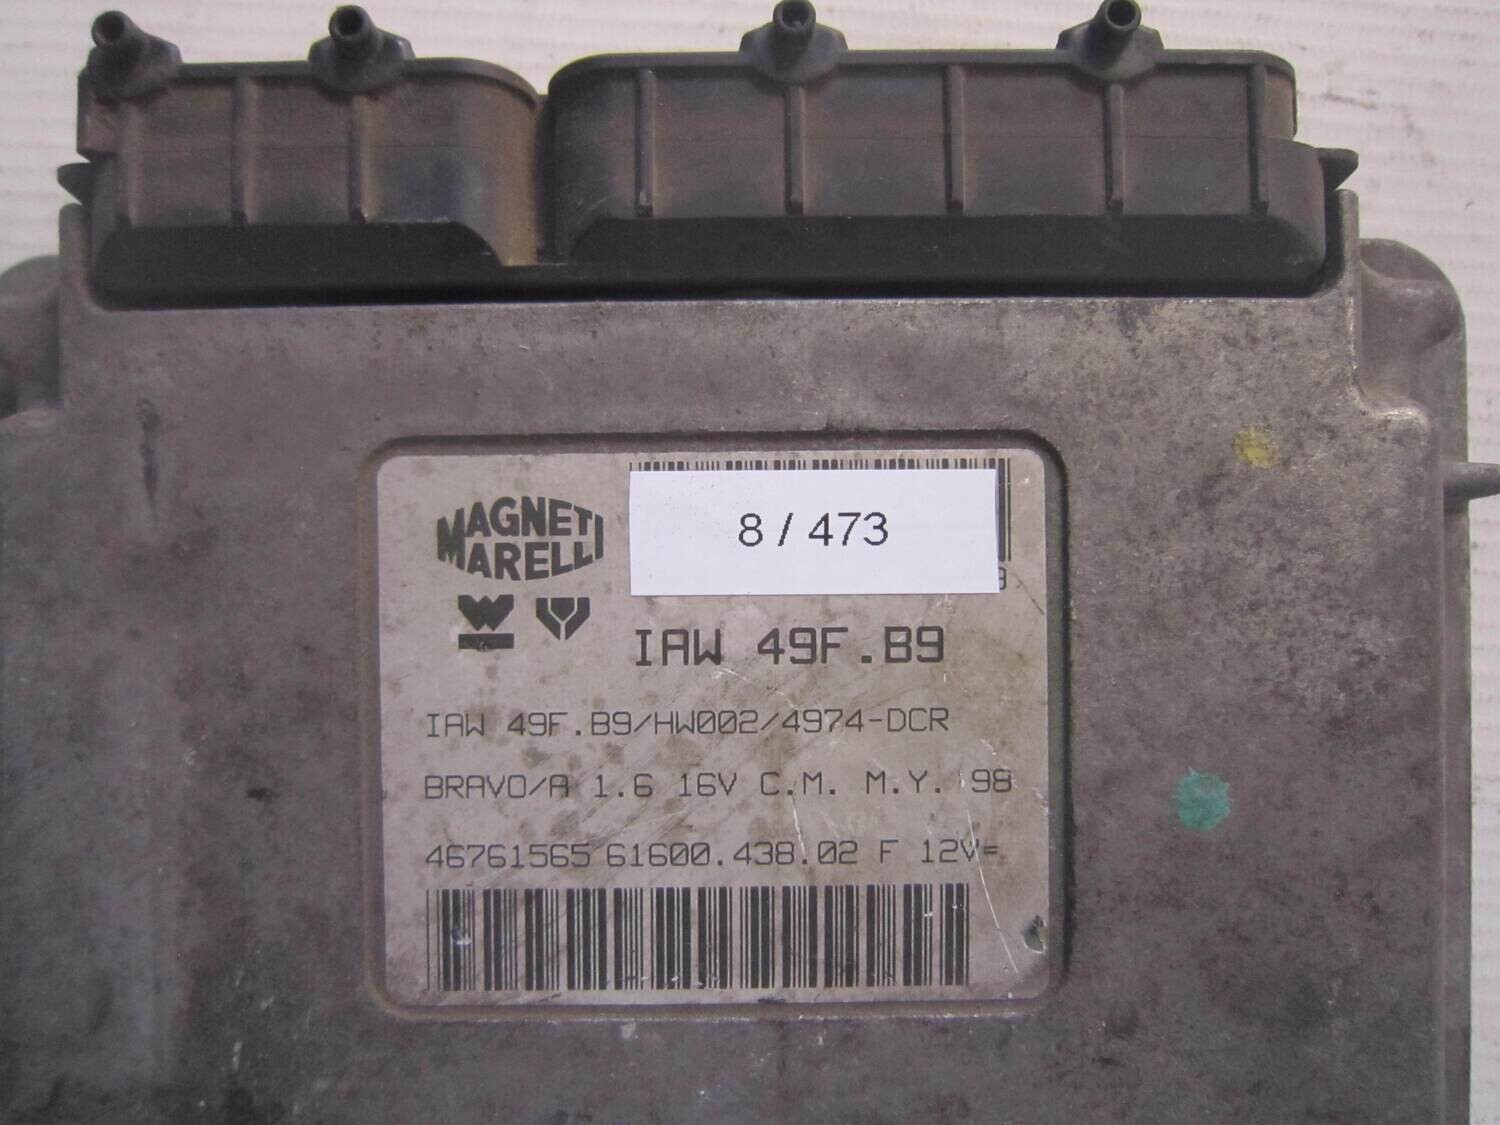 MAGNETI
MARELLI
8 / 473
IAW 49F.B9
IAW 49F.B9/HW002/4974-DCR
BRAVO/A 1.6 16V C.M. M.Y. 98
46761565 61600.438.02 F 12V=